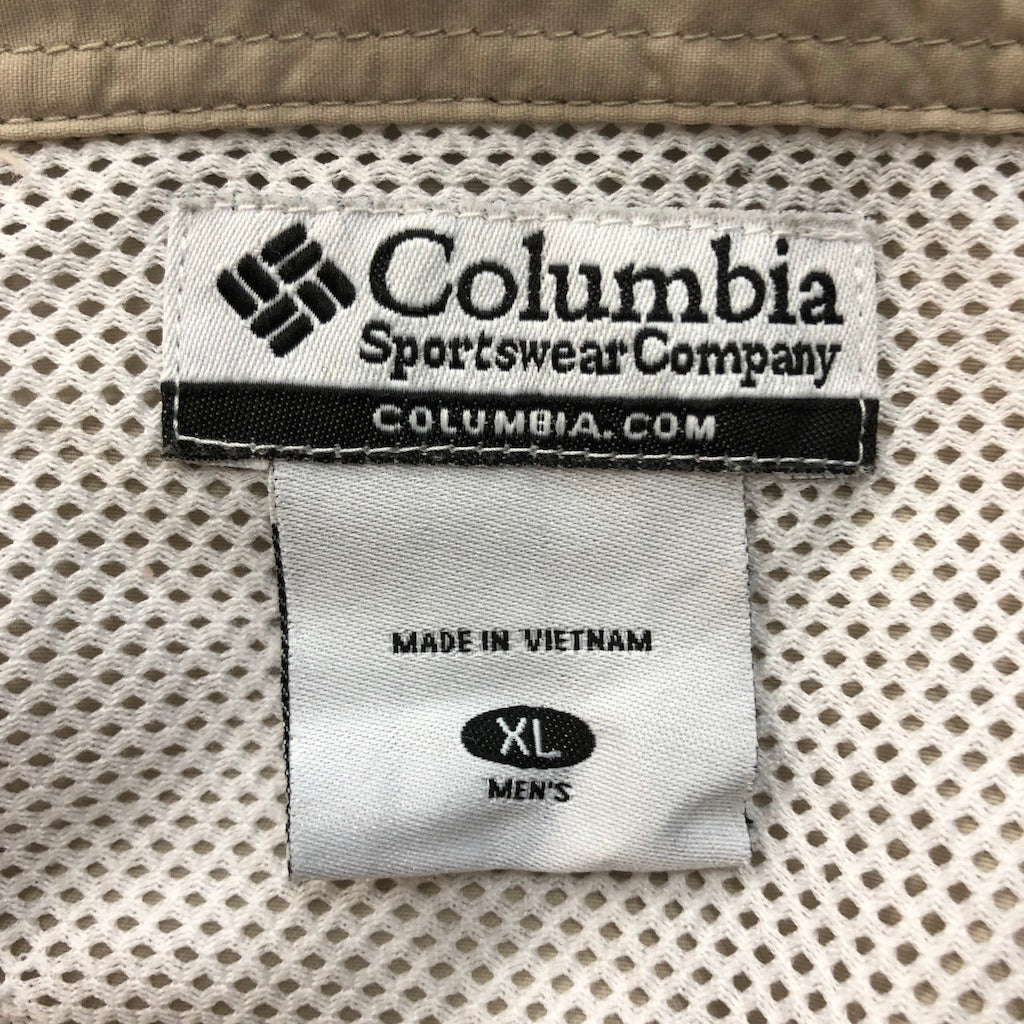 Columbia
Sportswear Company
COLUMBIA.COM
MADE IN VIETNAM
XL
MEN'S